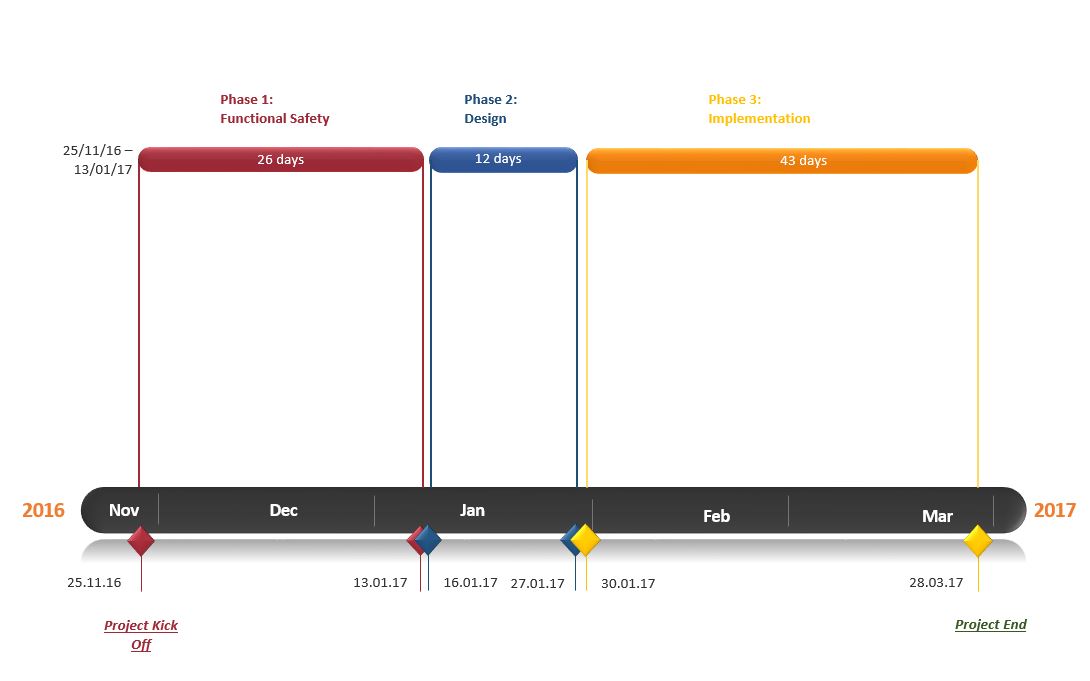 Phase 1:
Functional Safety
Phase 2:
Design
Phase 3:
Implementation
25/11/16 –
13/01/17
26 days
12 days
43 days
2016
Nov
Dec
Jan
Feb
Mar
2017
25.11.16
13.01.17
16.01.17
27.01.17
30.01.17
28.03.17
Project Kick
Off
Project End